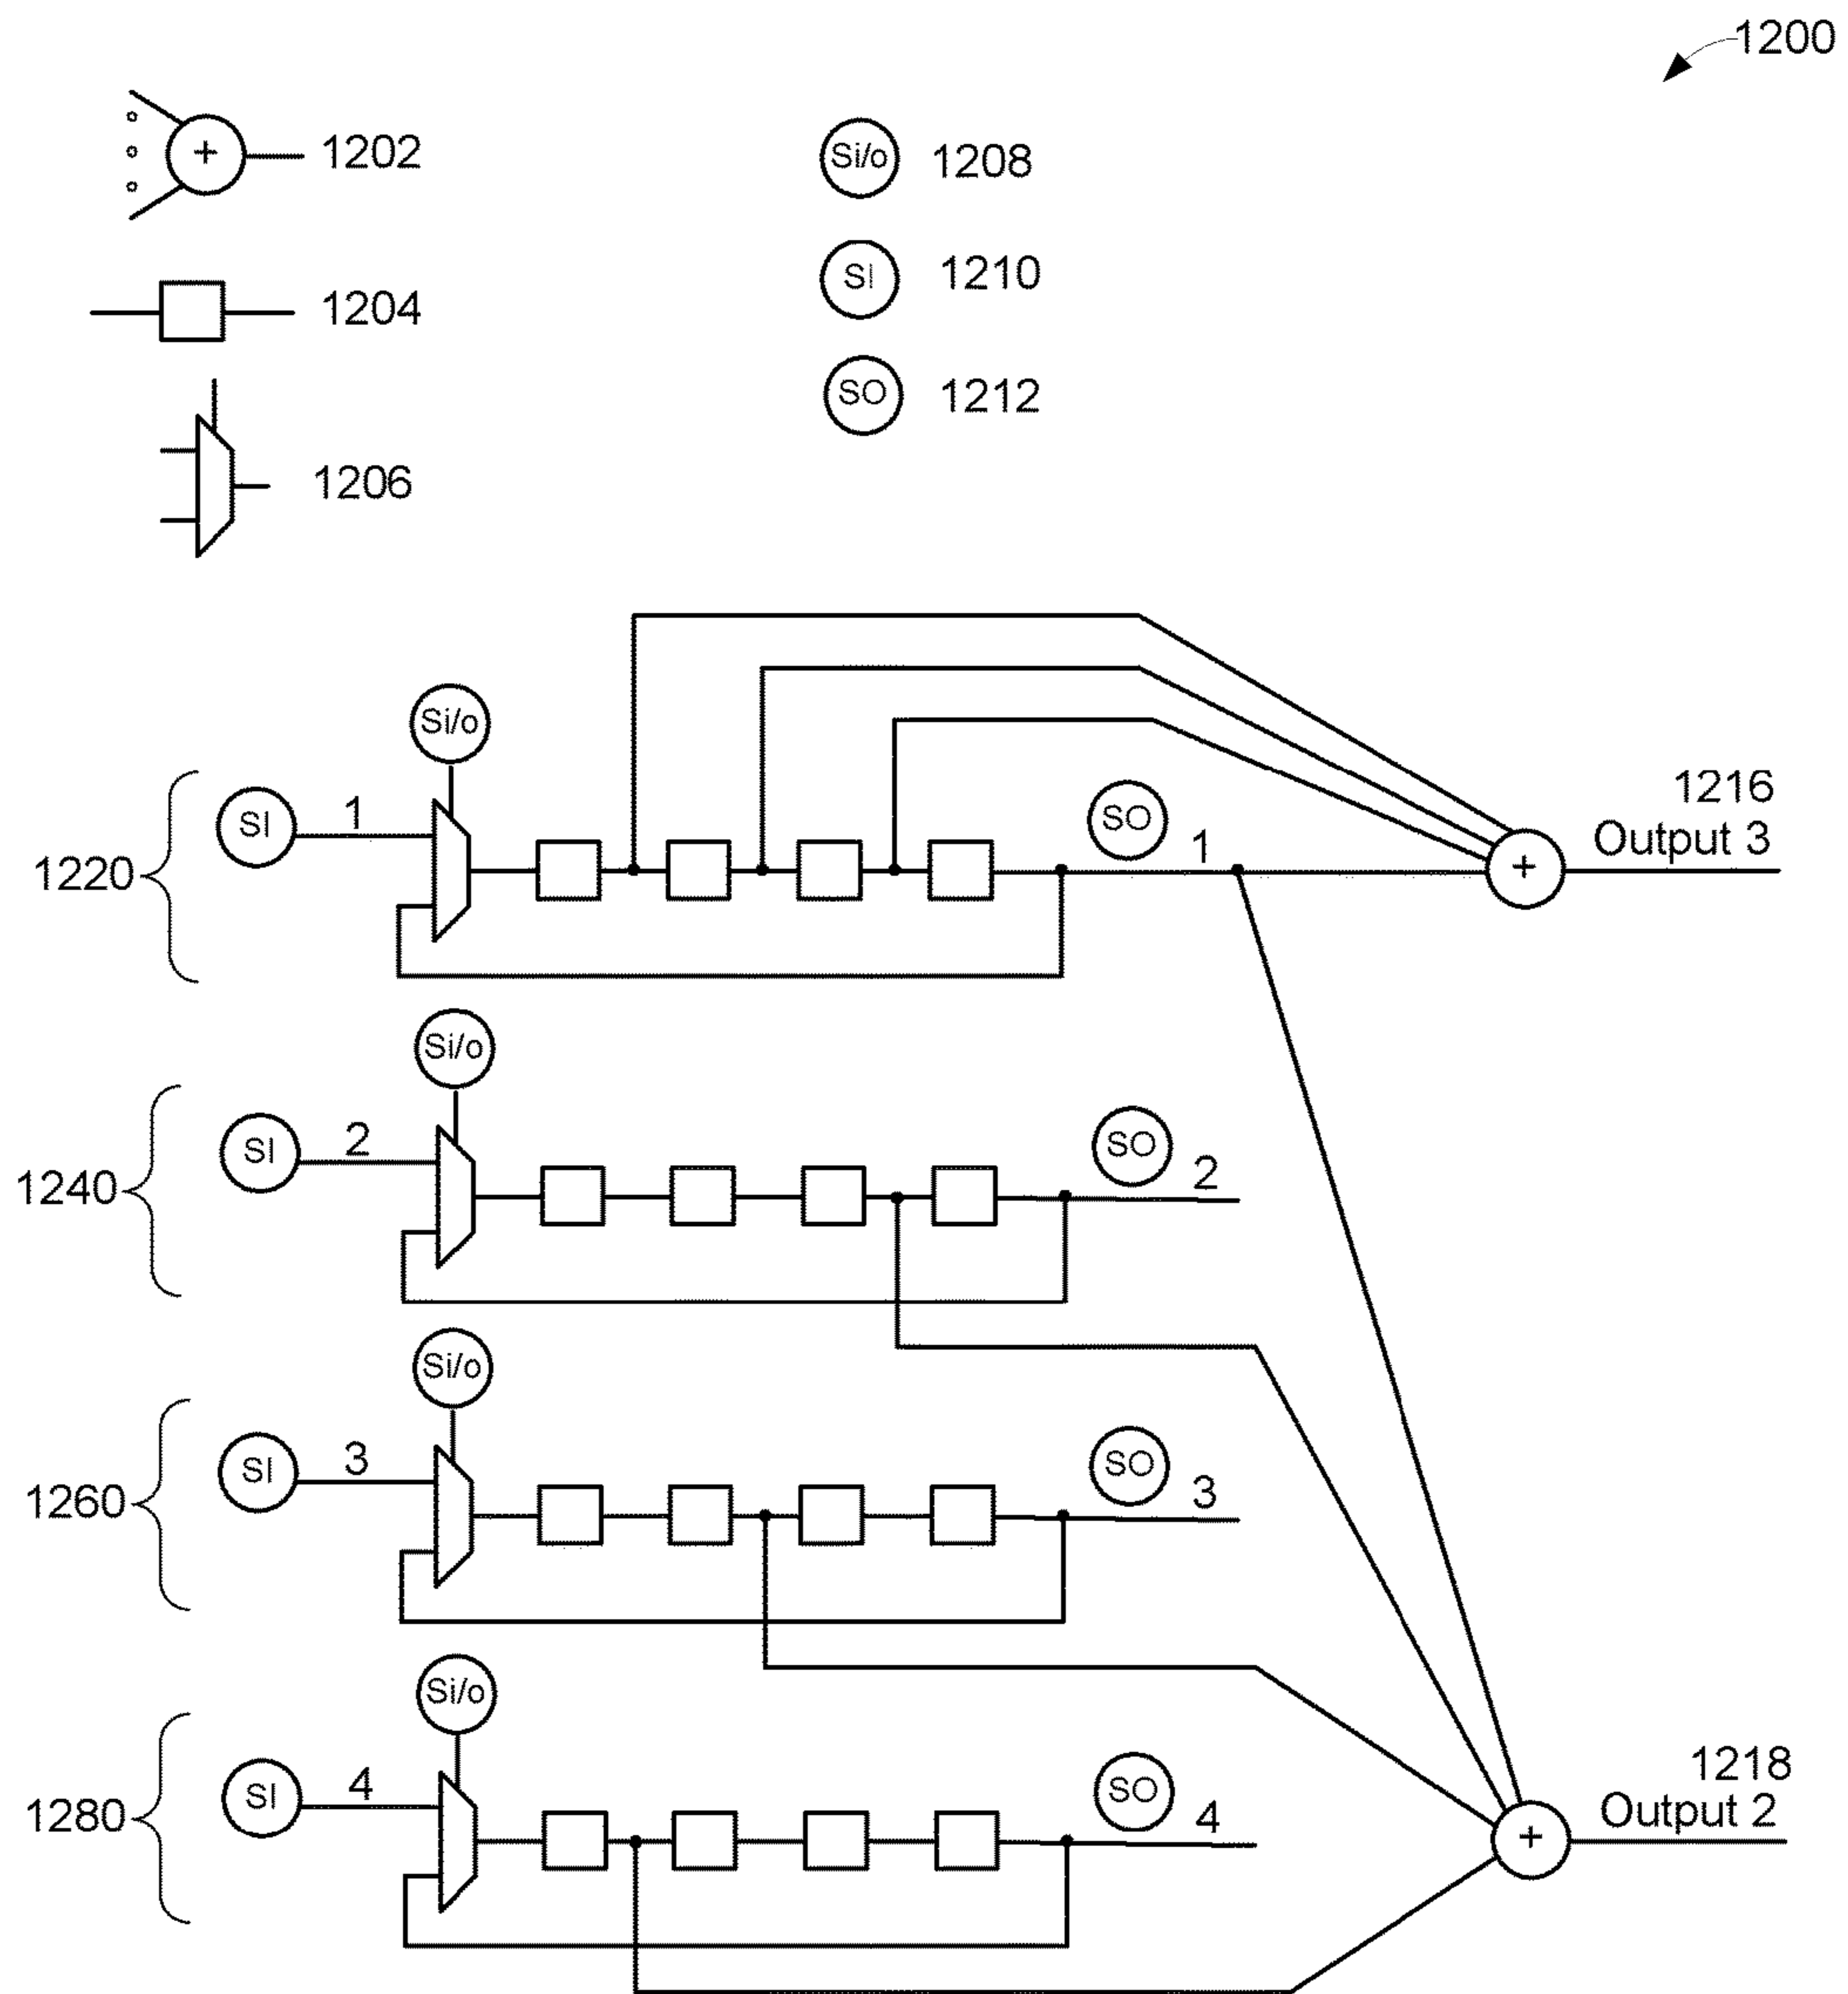 1200
+ 1202
Si/o 1208
1204
SI 1210
SO 1212
1206
Si/o
SI 1
SO 1
1216
Output 3
+
1220
Si/o
SI 2
SO 2
1240
Si/o
SI 3
SO 3
1260
Si/o
SI 4
SO 4
1218
Output 2
+
1280